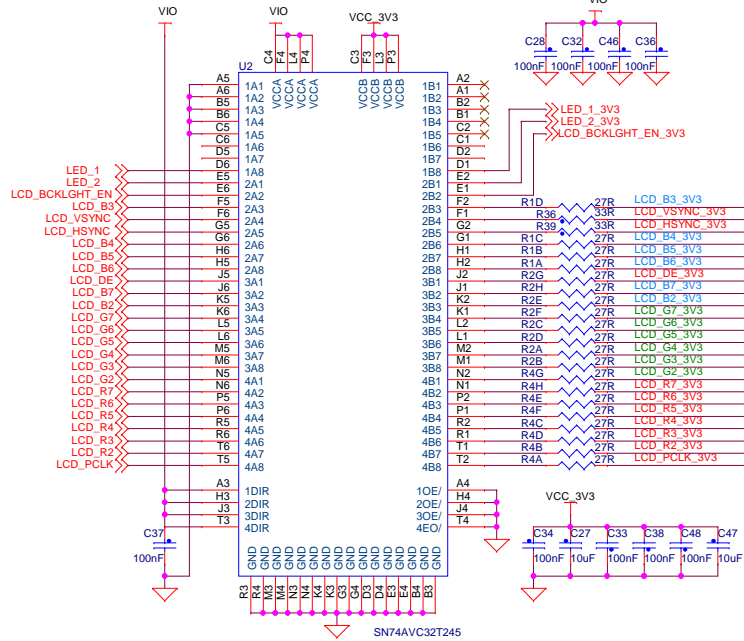 VIO VIO VCC_3V3 VIO
C4 F4 L4 P4 C3 F3 L3 P3
C28 C32 C46 C36
100nF 100nF 100nF 100nF
U2
VCCA VCCA VCCA VCCA VCCB VCCB VCCB VCCB
A5 1A1 1B1 A2
A6 1A2 1B2 A1
B5 1A3 1B3 B2
B6 1A4 1B4 B1
C5 1A5 1B5 C2
C6 1A6 1B6 C1
D5 1A7 1B7 D2
LED_1 D6 1A8 1B8 D1 LED_1_3V3
LED_2 E5 2A1 2B1 E2 LED_2_3V3
LCD_BCKLGHT_EN E6 2A2 2B2 E1 LCD_BCKLGHT_EN_3V3
LCD_B3 F5 2A3 2B3 F2 R1D 27R LCD_B3_3V3
LCD_VSYNC F6 2A4 2B4 F1 R36 33R LCD_VSYNC_3V3
LCD_HSYNC G5 2A5 2B5 G2 R39 33R LCD_HSYNC_3V3
LCD_B4 G6 2A6 2B6 G1 R1C 27R LCD_B4_3V3
LCD_B5 H6 2A7 2B7 H1 R1B 27R LCD_B5_3V3
LCD_B6 H5 2A8 2B8 H2 R1A 27R LCD_B6_3V3
LCD_DE J5 3A1 3B1 J2 R2G 27R LCD_DE_3V3
LCD_B7 J6 3A2 3B2 J1 R2H 27R LCD_B7_3V3
LCD_B2 K5 3A3 3B3 K2 R2E 27R LCD_B2_3V3
LCD_G7 K6 3A4 3B4 K1 R2F 27R LCD_G7_3V3
LCD_G6 L5 3A5 3B5 L2 R2C 27R LCD_G6_3V3
LCD_G5 L6 3A6 3B6 L1 R2D 27R LCD_G5_3V3
LCD_G4 M5 3A7 3B7 M2 R2A 27R LCD_G4_3V3
LCD_G3 M6 3A8 3B8 M1 R2B 27R LCD_G3_3V3
LCD_G2 N5 4A1 4B1 N2 R4G 27R LCD_G2_3V3
LCD_R7 N6 4A2 4B2 N1 R4H 27R LCD_R7_3V3
LCD_R6 P5 4A3 4B3 P2 R4E 27R LCD_R6_3V3
LCD_R5 P6 4A4 4B4 P1 R4F 27R LCD_R5_3V3
LCD_R4 R5 4A5 4B5 R2 R4C 27R LCD_R4_3V3
LCD_R3 R6 4A6 4B6 R1 R4D 27R LCD_R3_3V3
LCD_R2 T6 4A7 4B7 T1 R4B 27R LCD_R2_3V3
LCD_PCLK T5 4A8 4B8 T2 R4A 27R LCD_PCLK_3V3
A3 1DIR 1OE/ A4
H3 2DIR 2OE/ H4
J3 3DIR 3OE/ J4
T3 4DIR 4EO/ T4
VCC_3V3
C37
100nF
C34 C27 C33 C38 C48 C47
100nF 10uF 100nF 100nF 100nF 10uF
GND GND GND GND GND GND GND GND GND GND GND GND GND GND GND GND
R3 R4 M3 M4 N3 N4 K4 K3 G3 G4 D3 D4 E3 E4 B4 B3
SN74AVC32T245